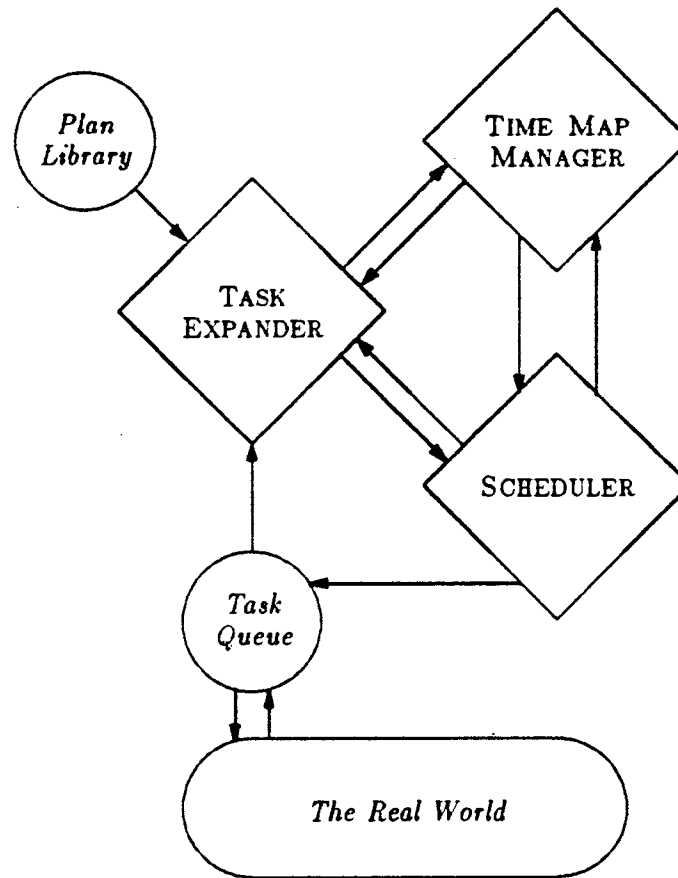 Plan
Library
TIME MAP
MANAGER
TASK
EXPANDER
SCHEDULER
Task
Queue
The Real World